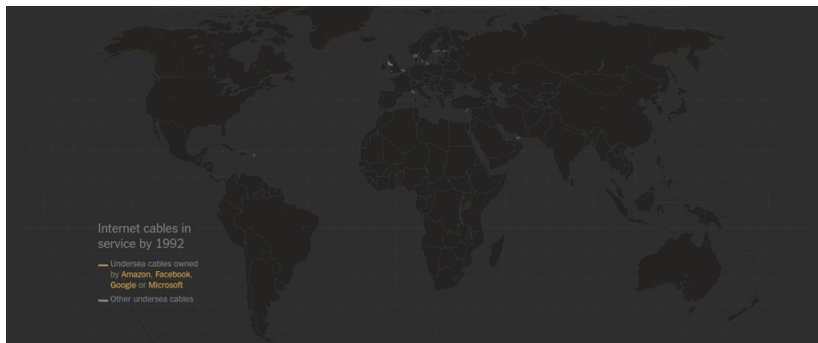 Internet cables in
service by 1992
Undersea cables owned
by Amazon, Facebook,
Google or Microsoft
Other undersea cables